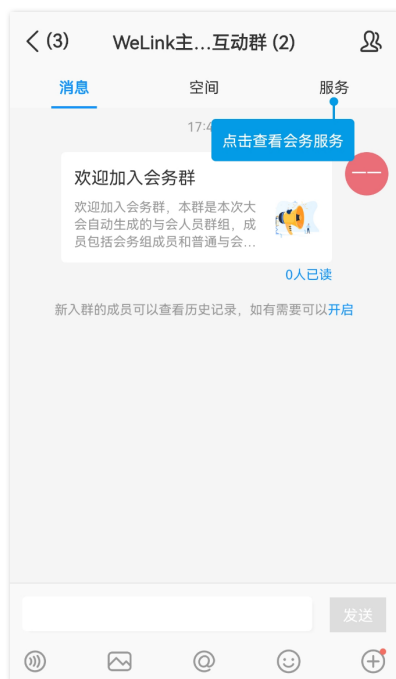 (3) WeLink主...互动群 (2)
消息 空间 服务
17:4
点击查看会务服务
欢迎加入会务群
欢迎加入会务群，本群是本次大
会自动生成的与会人员群组，成
员包括会务组成员和普通与会...
一一
0人已读
新入群的成员可以查看历史记录，如有需要可以开启
发送